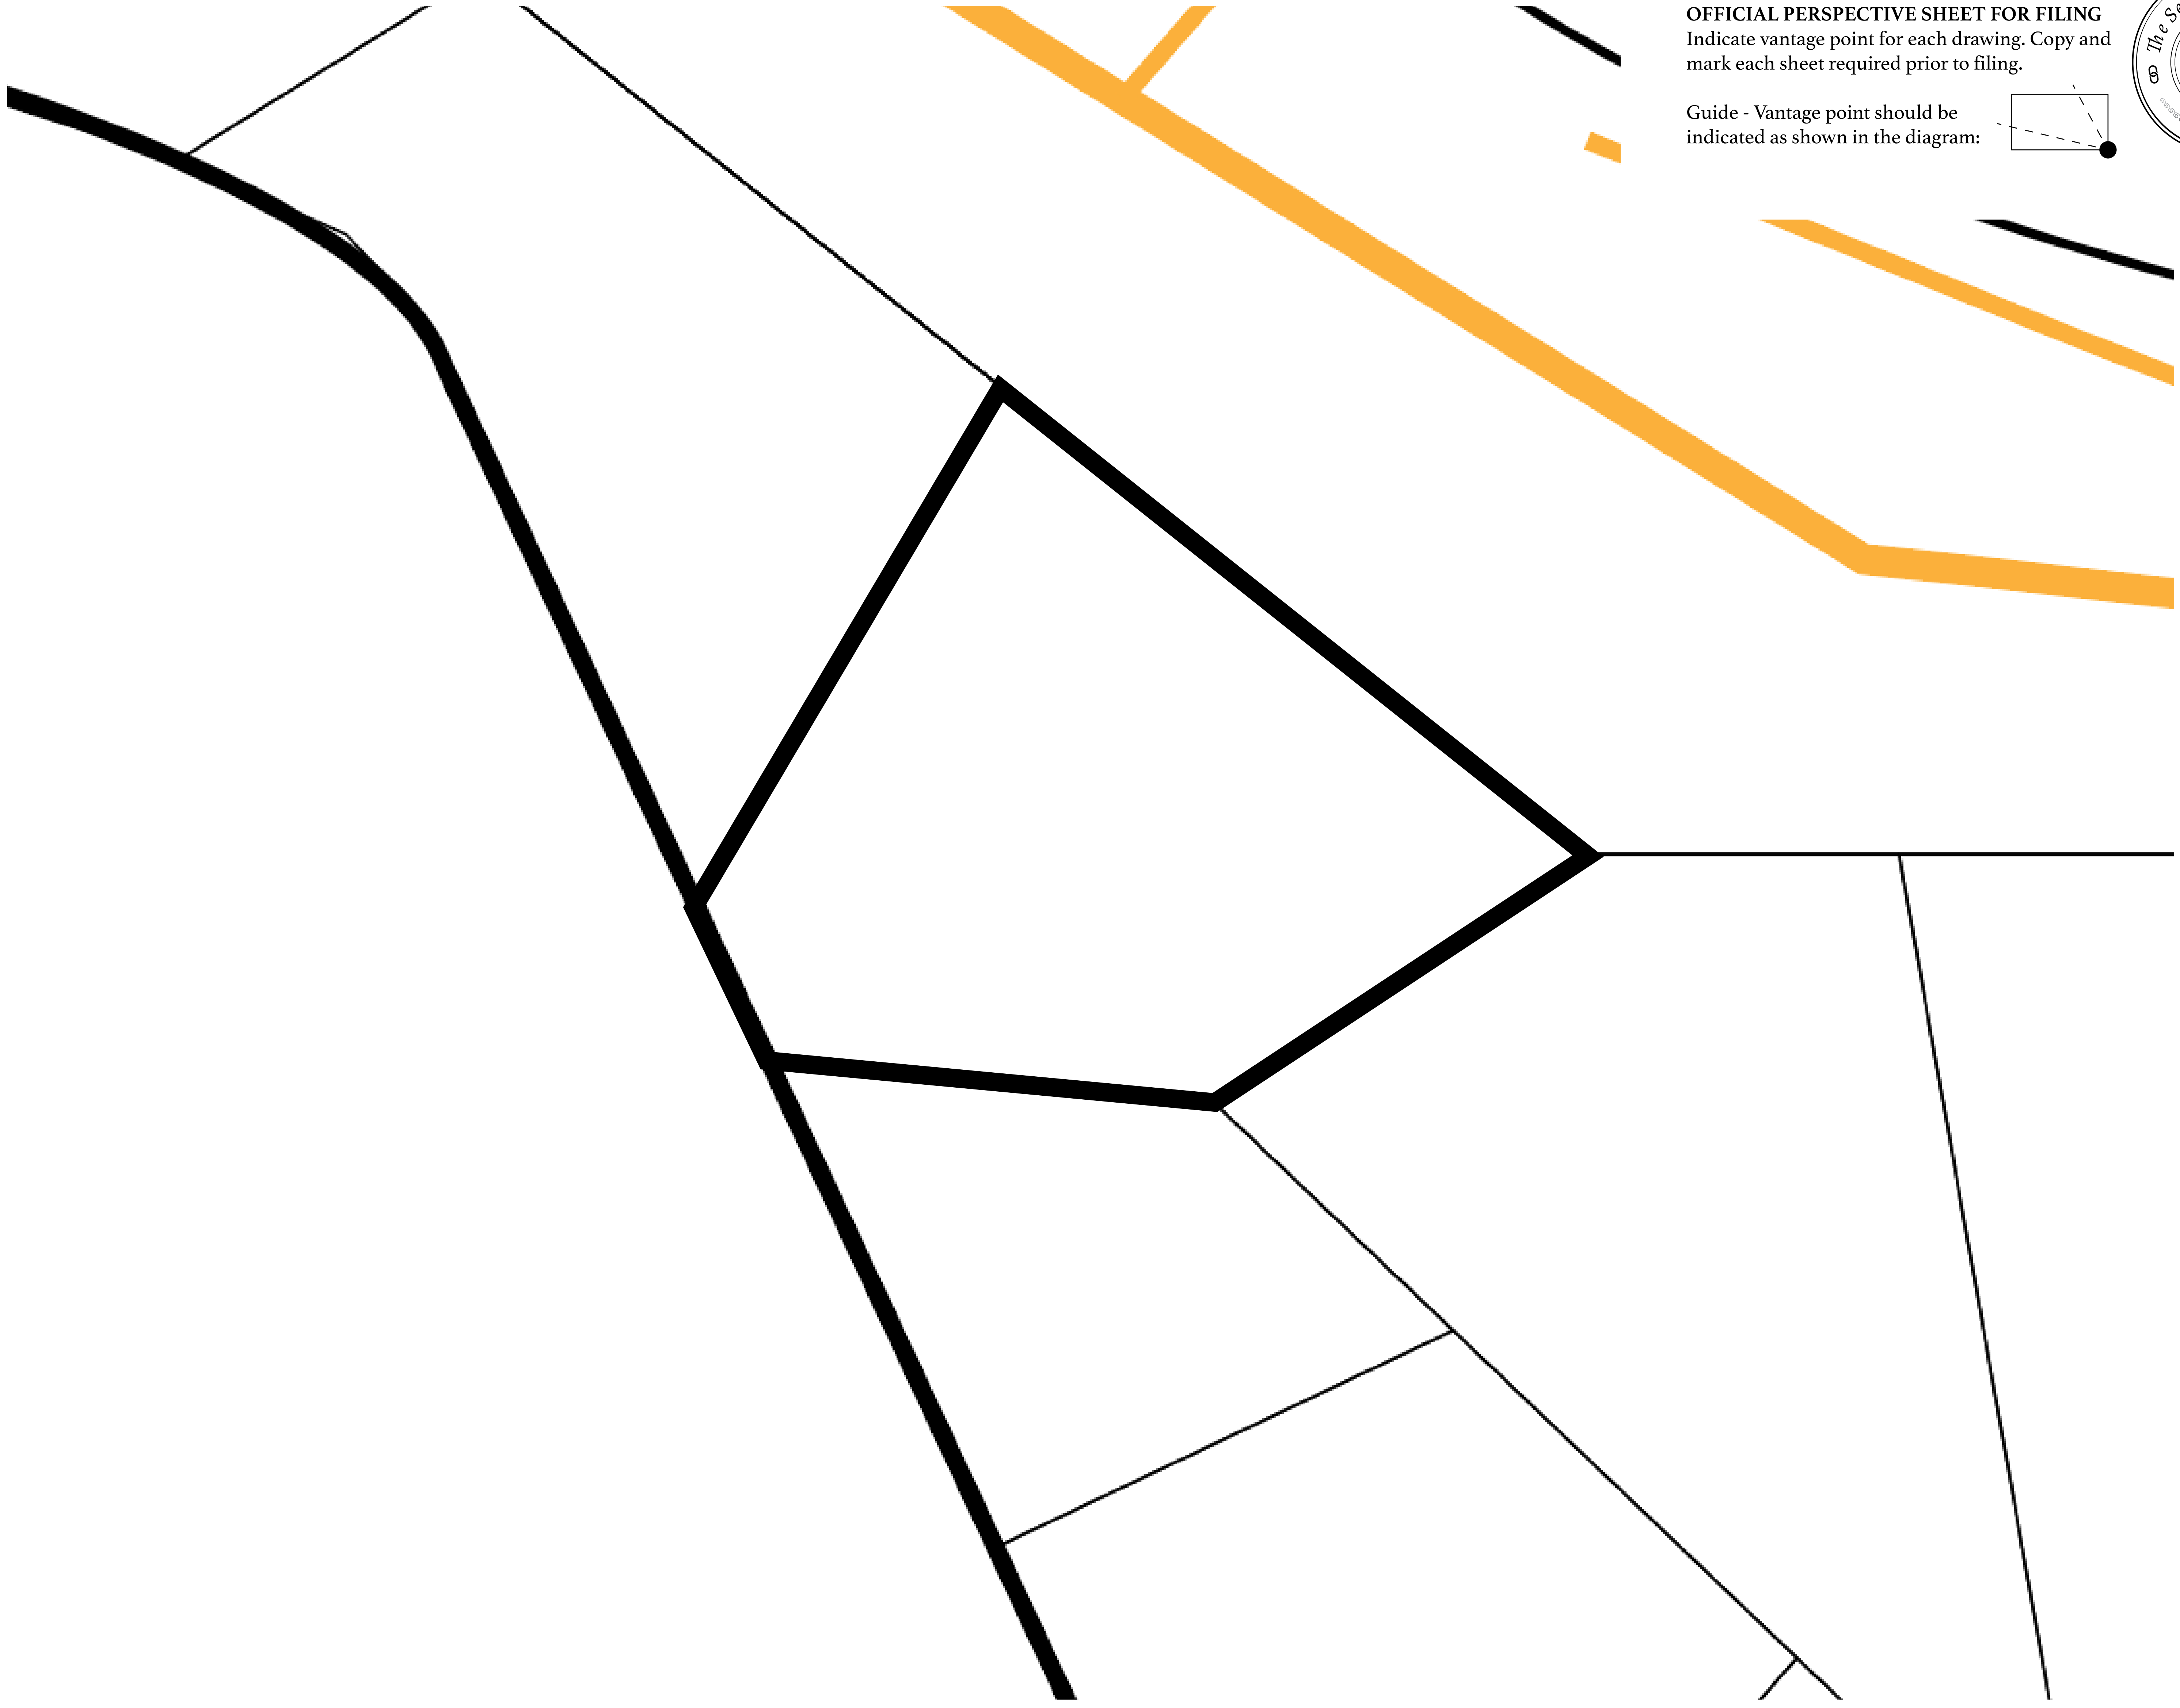 OFFICIAL PERSPECTIVE SHEET FOR FILING
Indicate vantage point for each drawing. Copy and
mark each sheet required prior to filing.
Guide - Vantage point should be
indicated as shown in the diagram:
The